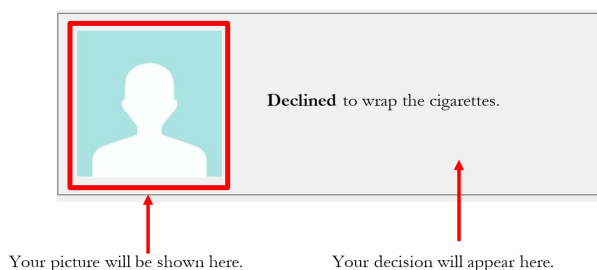 Declined to wrap the cigarettes.
Your picture will be shown here.
Your decision will appear here.